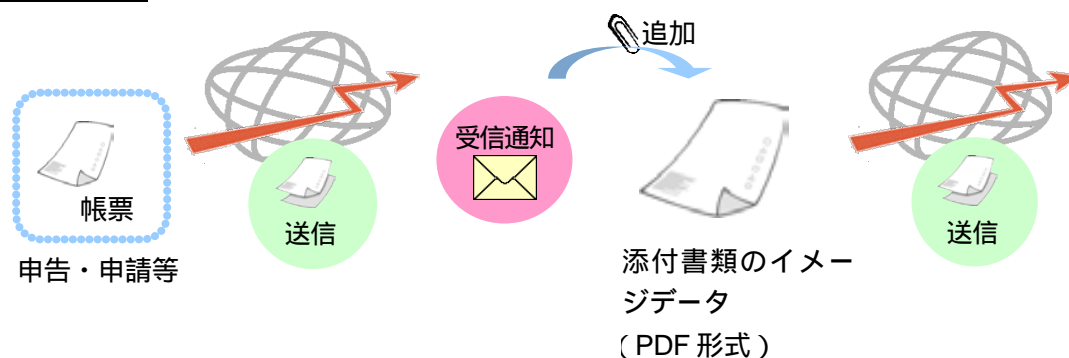 帳票
申告・申請等
送信
受信通知
追加
添付書類のイメー
ジデータ
（PDF 形式）
送信